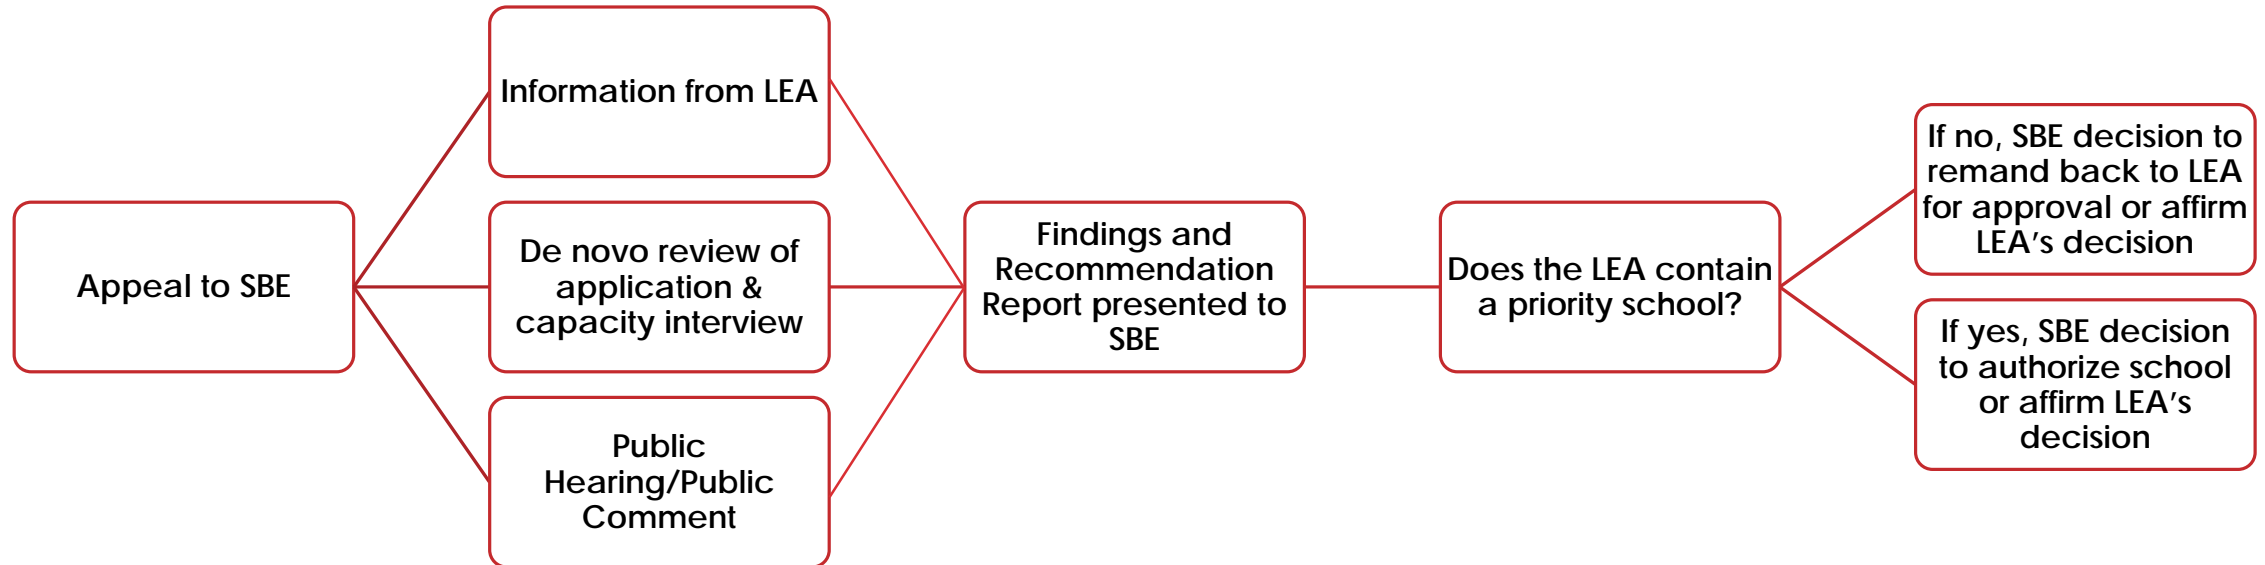 Appeal to SBE
Information from LEA
De novo review of
application &
capacity interview
Public
Hearing/Public
Comment
Findings and
Recommendation
Report presented to
SBE
Does the LEA contain
a priority school?
If no, SBE decision to
remand back to LEA
for approval or affirm
LEA’s decision
If yes, SBE decision
to authorize school
or affirm LEA’s
decision